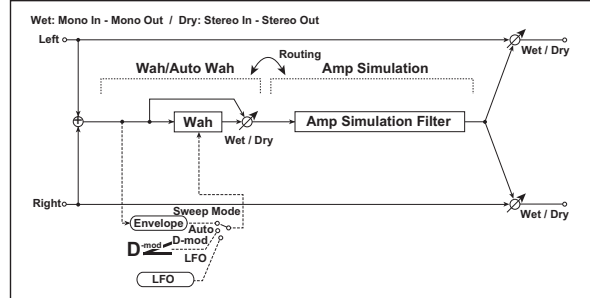 Wet: Mono In - Mono Out / Dry: Stereo In - Stereo Out
Left
Wet / Dry
Routing
Wah/Auto Wah
Amp Simulation
Wah
Amp Simulation Filter
Wet / Dry
Right
Wet / Dry
Sweep Mode
Envelope
Auto
D-mod
D-mod
LFO
LFO